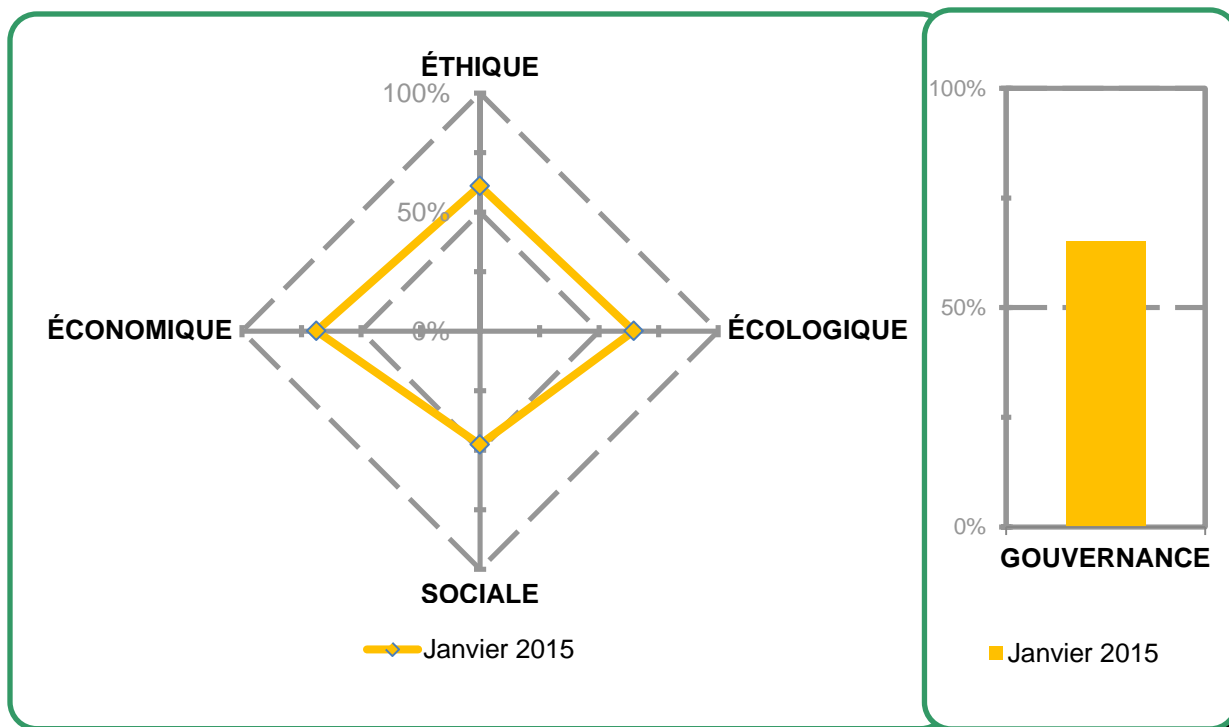 ÉTHIQUE
100%
50%
ÉCONOMIQUE
0%
ÉCOLOGIQUE
SOCIALE
Janvier 2015
100%
50%
0%
GOUVERNANCE
Janvier 2015